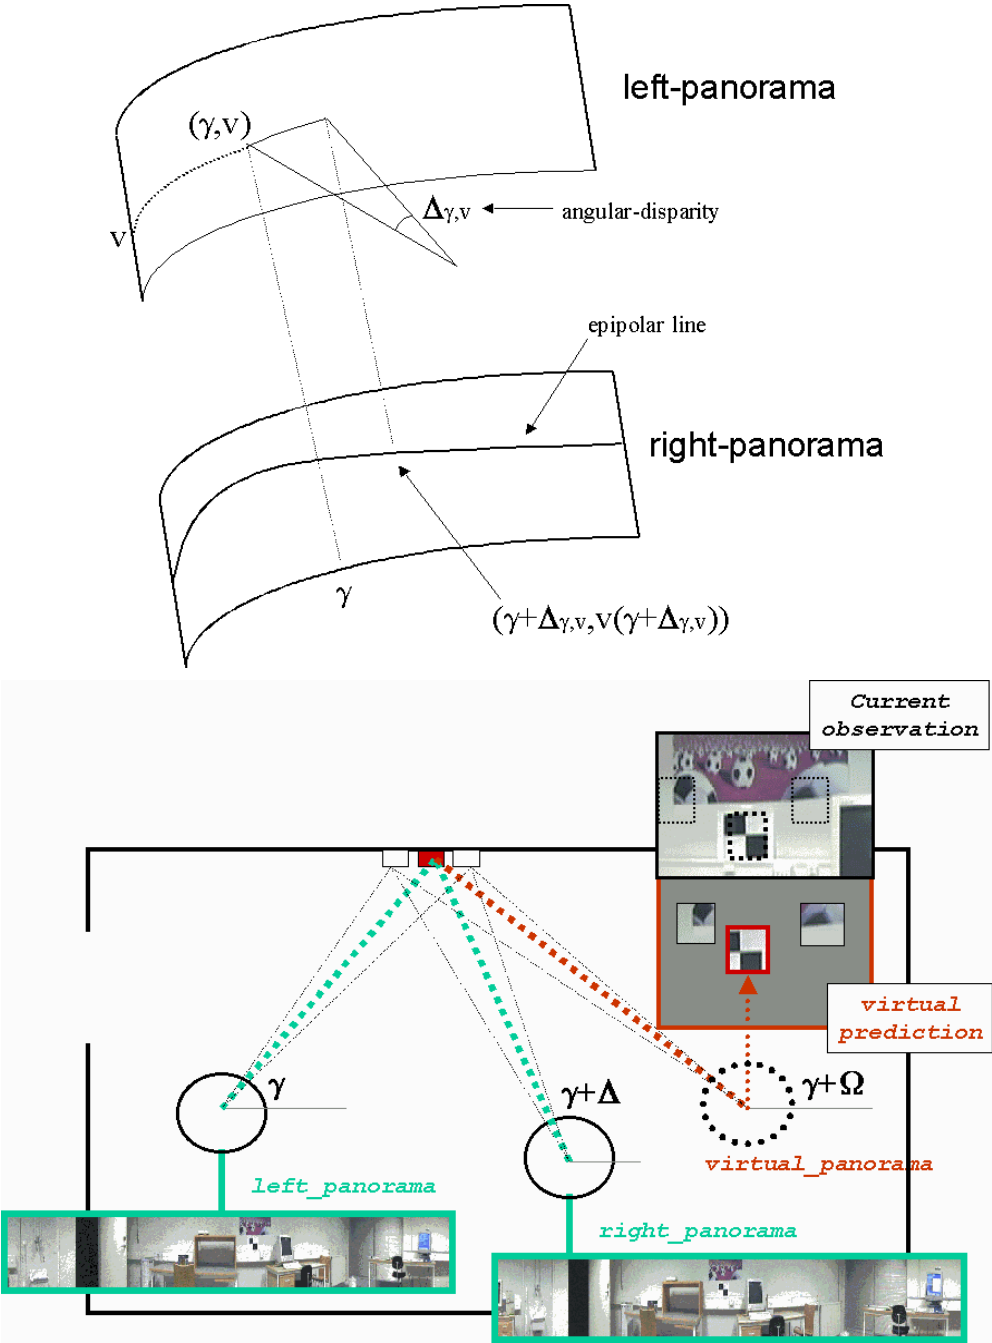 left-panorama
(γ,v)
Δγ,v
angular-disparity
v
epipolar line
right-panorama
γ
(γ+Δγ,v,v(γ+Δγ,v))
Current
observation
virtual
prediction
γ
γ+Δ
γ+Ω
virtual_panorama
left_panorama
right_panorama